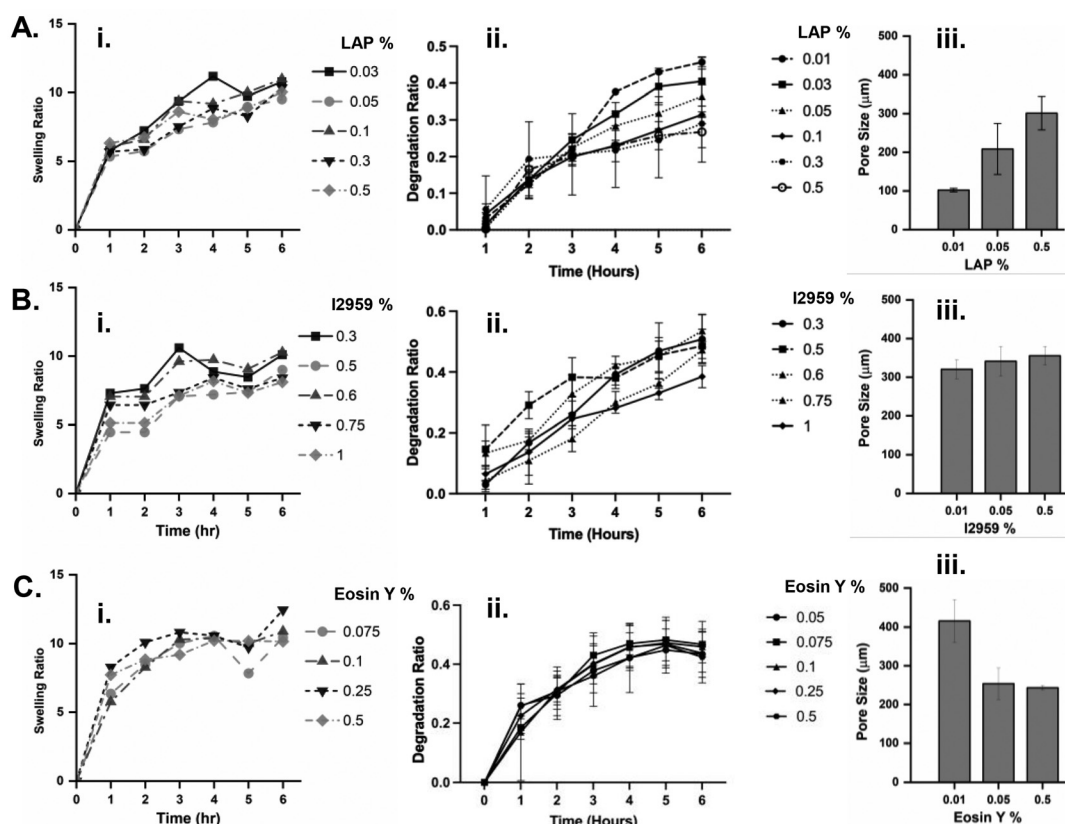 A.
i.
LAP %
0.03
0.05
0.1
0.3
0.5
Swelling Ratio
15
10
5
0
0 1 2 3 4 5 6
ii.
LAP %
0.01
0.03
0.05
0.1
0.3
0.5
Degradation Ratio
0.5
0.4
0.3
0.2
0.1
0.0
1 2 3 4 5 6
Time (Hours)
iii.
Pore Size (μm)
500
400
300
200
100
0
0.01 0.05 0.5
LAP %
B.
i.
I2959 %
0.3
0.5
0.6
0.75
1
Swelling Ratio
15
10
5
0
0 1 2 3 4 5 6
Time (hr)
ii.
I2959 %
0.3
0.5
0.6
0.75
1
Degradation Ratio
0.6
0.4
0.2
0.0
1 2 3 4 5 6
Time (Hours)
iii.
Pore Size (μm)
500
400
300
200
100
0
0.01 0.05 0.5
I2959 %
C.
i.
Eosin Y %
0.075
0.1
0.25
0.5
Swelling Ratio
15
10
5
0
0 1 2 3 4 5 6
Time (hr)
ii.
Eosin Y %
0.05
0.075
0.1
0.25
0.5
Degradation Ratio
0.6
0.4
0.2
0.0
0 1 2 3 4 5 6
Time (Hours)
iii.
Pore Size (μm)
500
400
300
200
100
0
0.01 0.05 0.5
Eosin Y %